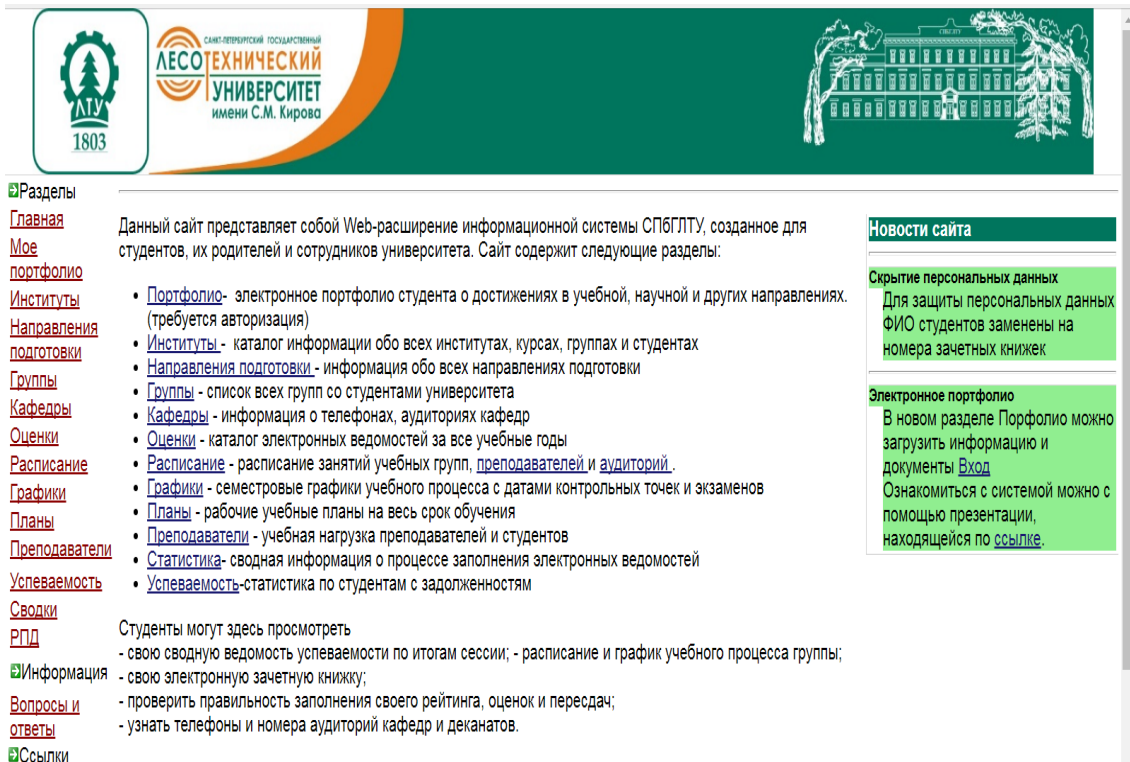 САНКТ-ПЕТЕРБУРГСКИЙ ГОСУДАРСТВЕННЫЙ
ЛЕСОТЕХНИЧЕСКИЙ
УНИВЕРСИТЕТ
имени С.М. Кирова
ЛТУ
1803
Разделы
Главная
Мое
портфолио
Институты
Направления
подготовки
Группы
Кафедры
Оценки
Расписание
Графики
Планы
Преподаватели
Успеваемость
Сводки
РПД
Информация
Вопросы и
ответы
Ссылки
Данный сайт представляет собой Web-расширение информационной системы СПбГЛТУ, созданное для
студентов, их родителей и сотрудников университета. Сайт содержит следующие разделы:
• Портфолио- электронное портфолио студента о достижениях в учебной, научной и других направлениях.
(требуется авторизация)
• Институты - каталог информации обо всех институтах, курсах, группах и студентах
• Направления подготовки - информация обо всех направлениях подготовки
• Группы - список всех групп со студентами университета
• Кафедры - информация о телефонах, аудиториях кафедр
• Оценки - каталог электронных ведомостей за все учебные годы
• Расписание - расписание занятий учебных групп, преподавателей и аудиторий .
• Графики - семестровые графики учебного процесса с датами контрольных точек и экзаменов
• Планы - рабочие учебные планы на весь срок обучения
• Преподаватели - учебная нагрузка преподавателей и студентов
• Статистика- сводная информация о процессе заполнения электронных ведомостей
• Успеваемость-статистика по студентам с задолженностям
Студенты могут здесь просмотреть
- свою сводную ведомость успеваемости по итогам сессии; - расписание и график учебного процесса группы;
- свою электронную зачетную книжку;
- проверить правильность заполнения своего рейтинга, оценок и пересдач;
- узнать телефоны и номера аудиторий кафедр и деканатов.
Новости сайта
Скрытие персональных данных
Для защиты персональных данных
ФИО студентов заменены на
номера зачетных книжек
Электронное портфолио
В новом разделе Порфолио можно
загрузить информацию и
документы Вход
Ознакомиться с системой можно с
помощью презентации,
находящейся по ссылке.